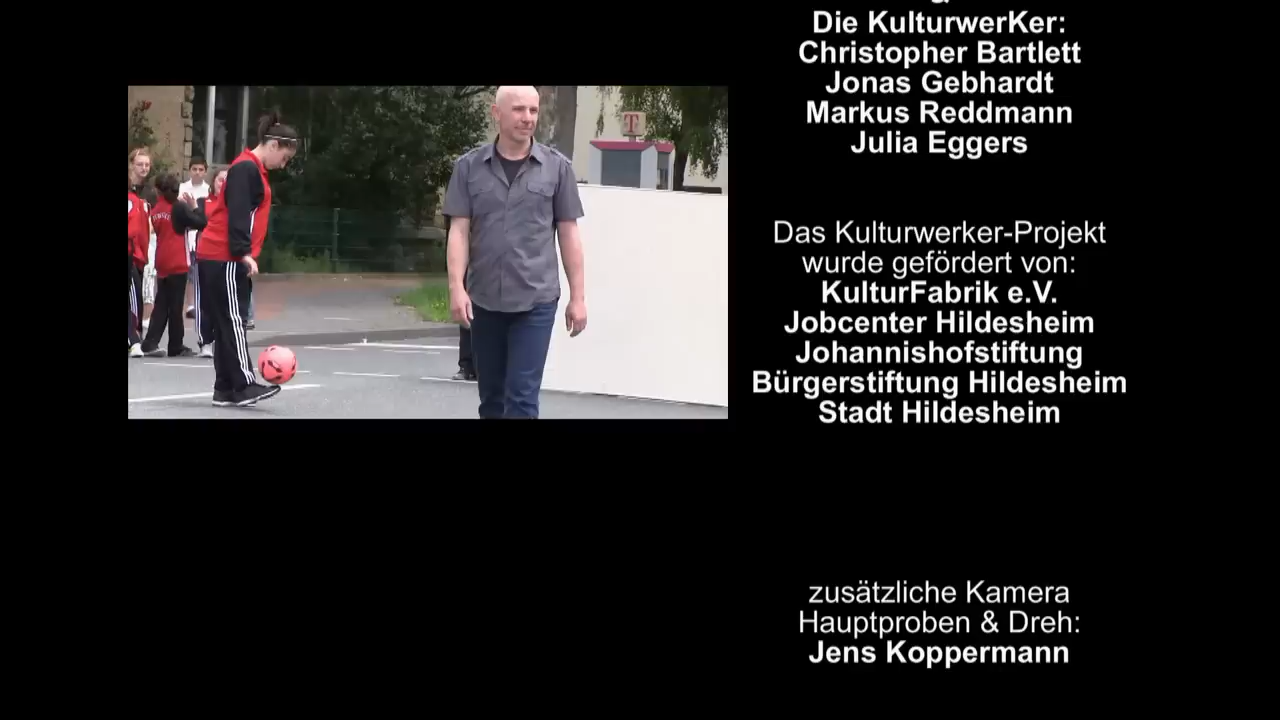 Die KulturwerKer:
Christopher Bartlett
Jonas Gebhardt
Markus Reddmann
Julia Eggers
Das Kulturwerker-Projekt
wurde gefördert von:
KulturFabrik e.V.
Jobcenter Hildesheim
Johannishofstiftung
Bürgerstiftung Hildesheim
Stadt Hildesheim
zusätzliche Kamera
Hauptproben & Dreh:
Jens Koppermann
T